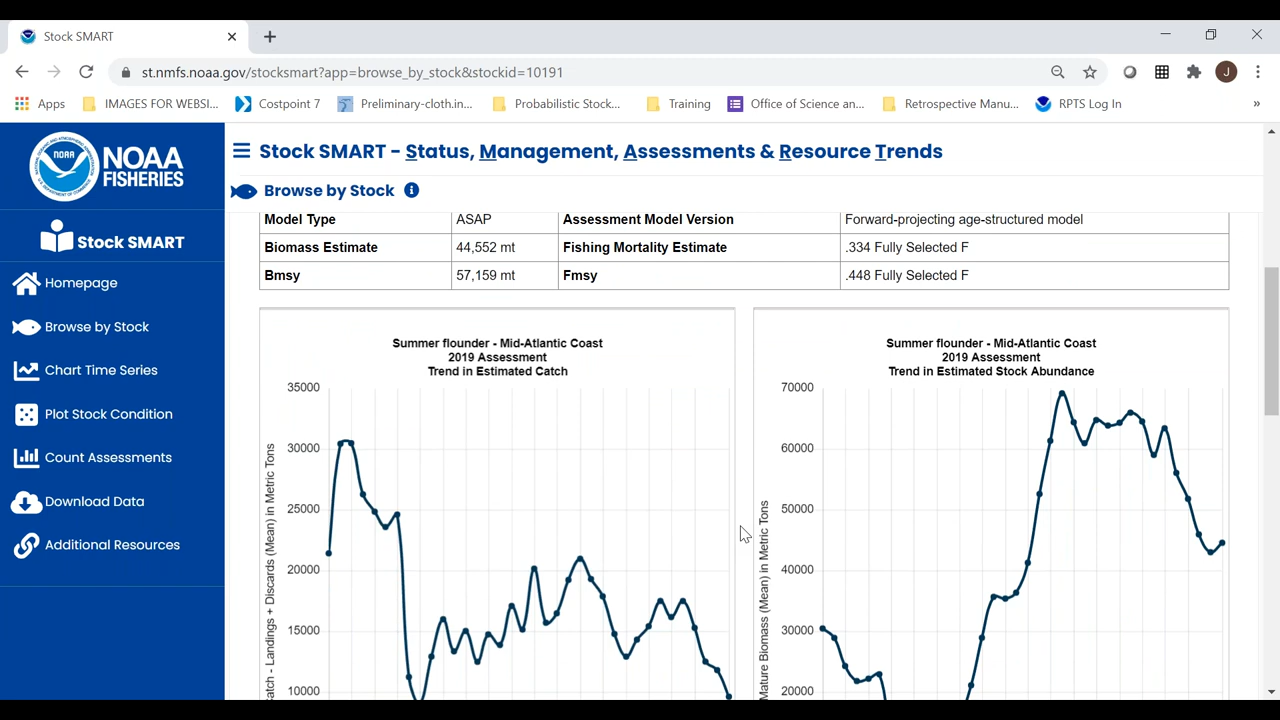 Stock SMART
st.nmfs.noaa.gov/stocksmart?app=browse_by_stock&stockid=10191
J
Apps
IMAGES FOR WEBSI...
Costpoint 7
Preliminary-cloth.in...
Probabilistic Stock...
Training
Office of Science an...
Retrospective Manu...
RPTS Log In
»
NOAA
NOAA
FISHERIES
Stock SMART
Homepage
Browse by Stock
Chart Time Series
Plot Stock Condition
Count Assessments
Download Data
Additional Resources
Stock SMART – Status, Management, Assessments & Resource Trends
Browse by Stock
Model Type ASAP Assessment Model Version Forward-projecting age-structured model
Biomass Estimate 44,552 mt Fishing Mortality Estimate .334 Fully Selected F
Bmsy 57,159 mt Fmsy .448 Fully Selected F
Summer flounder - Mid-Atlantic Coast
2019 Assessment
Trend in Estimated Catch
35000
30000
25000
20000
15000
10000
atch - Landings + Discards (Mean) in Metric Tons
Summer flounder - Mid-Atlantic Coast
2019 Assessment
Trend in Estimated Stock Abundance
70000
60000
50000
40000
30000
20000
Mature Biomass (Mean) in Metric Tons